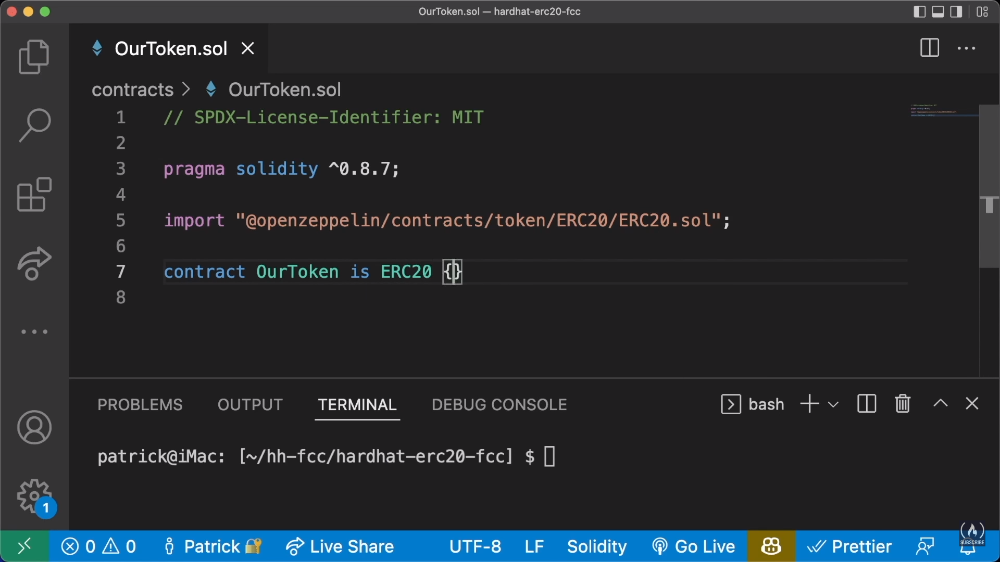 OurToken.sol — hardhat-erc20-fcc
OurToken.sol
contracts > OurToken.sol
1 // SPDX-License-Identifier: MIT
2
3 pragma solidity ^0.8.7;
4
5 import "@openzeppelin/contracts/token/ERC20/ERC20.sol";
6
7 contract OurToken is ERC20 {}
8
PROBLEMS OUTPUT TERMINAL DEBUG CONSOLE bash
patrick@iMac: [~/hh-fcc/hardhat-erc20-fcc] $
1
0 0 Patrick Live Share UTF-8 LF Solidity Go Live Prettier
SUBSCRIBE